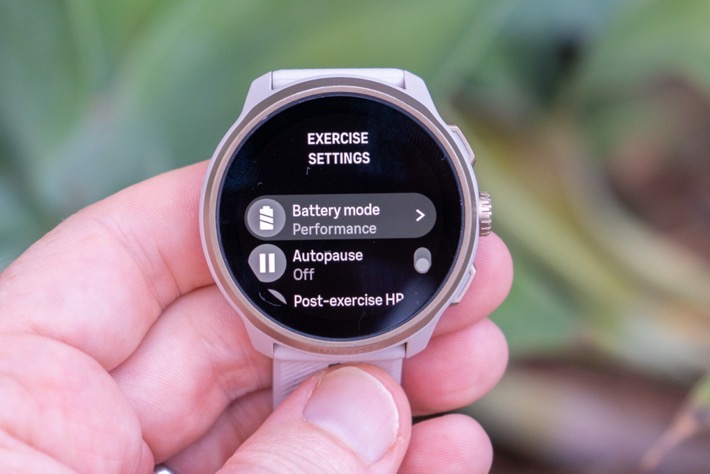 EXERCISE
SETTINGS
Battery mode
Performance
Autopause
Off
Post-exercise HR